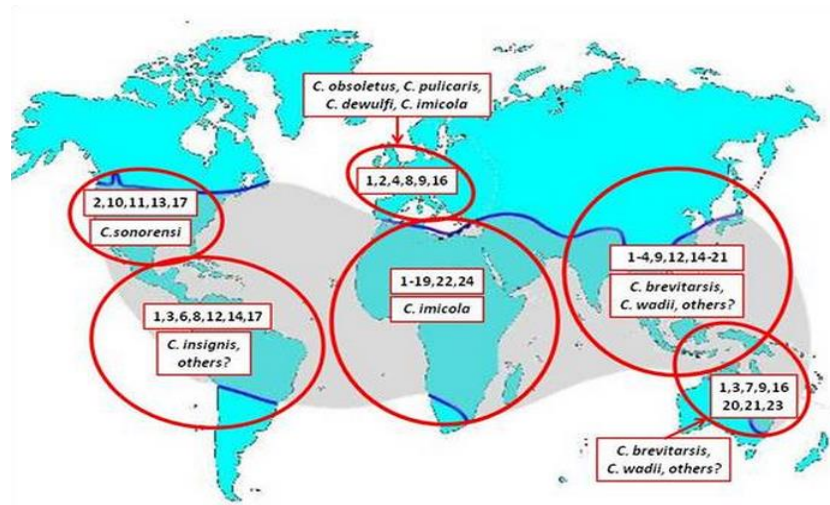 C. obsoletus, C. pulicaris,
C. dewulfi, C. imicola
1,2,4,8,9,16
2,10,11,13,17
C.sonorensi
1-4,9,12,14-21
C. brevitarsis,
C. wadii, others?
1-19,22,24
C. imicola
1,3,6,8,12,14,17
C. insignis,
others?
1,3,7,9,16
20,21,23
C. brevitarsis,
C. wadii, others?